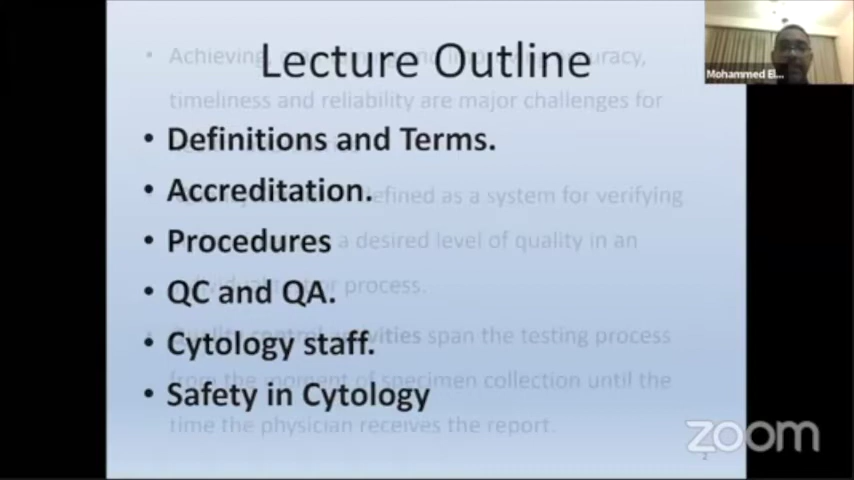 Lecture Outline
• Definitions and Terms.
• Accreditation.
• Procedures
• QC and QA.
• Cytology staff.
• Safety in Cytology
• Achieving, and improving accuracy,
timeliness and reliability are major challenges for
defined as a system for verifying
a desired level of quality in an
process.
• Quality control activities span the testing process
from the moment of specimen collection until the
time the physician receives the report.
Mohammed El...
zoom
2